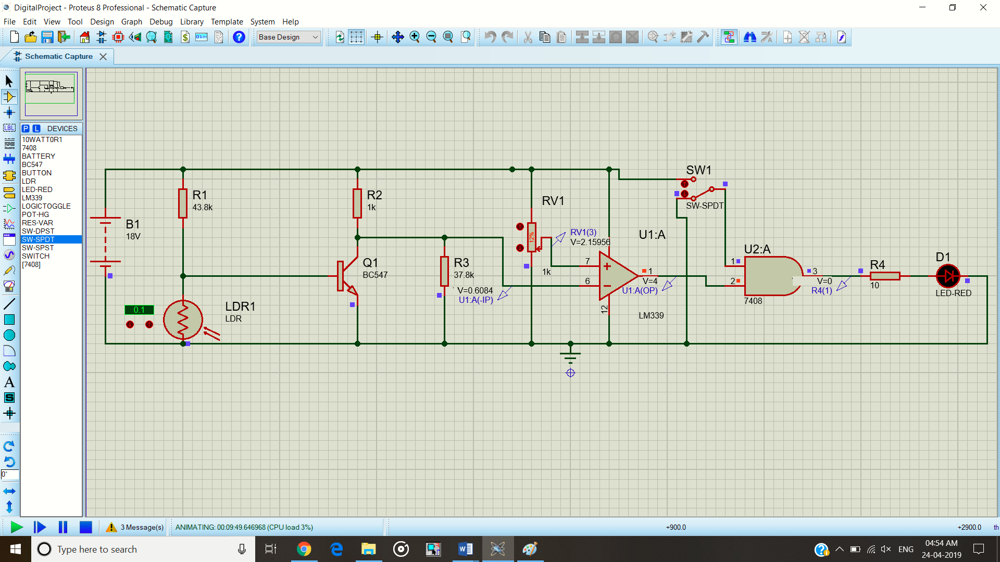 DigitalProject - Proteus 8 Professional - Schematic Capture
File Edit View Tool Design Graph Debug Library Template System Help
Base Design
Schematic Capture
P L DEVICES
10WATT0R1
7408
BATTERY
BC547
BUTTON
LDR
LED-RED
LM339
LOGICTOGGLE
POT-HG
RES-VAR
SW-DPST
SW-SPDT
SW-SPST
SWITCH
[7408]
LBL
A
S
0°
B1
18V
R1
43.8k
0.1
LDR1
LDR
R2
1k
Q1
BC547
R3
37.8k
V=0.6084
U1:A(-IP)
RV1
12%
1k
RV1(3)
V=2.15956
7
6
12
1
U1:A
LM339
V=4
U1:A(OP)
SW1
SW-SPDT
U2:A
1
2
3
7408
V=0
R4(1)
R4
10
D1
LED-RED
3 Message(s)
ANIMATING: 00:09:49.646968 (CPU load 3%)
+900.0
+2900.0
th
Type here to search
ENG
04:54 AM
24-04-2019